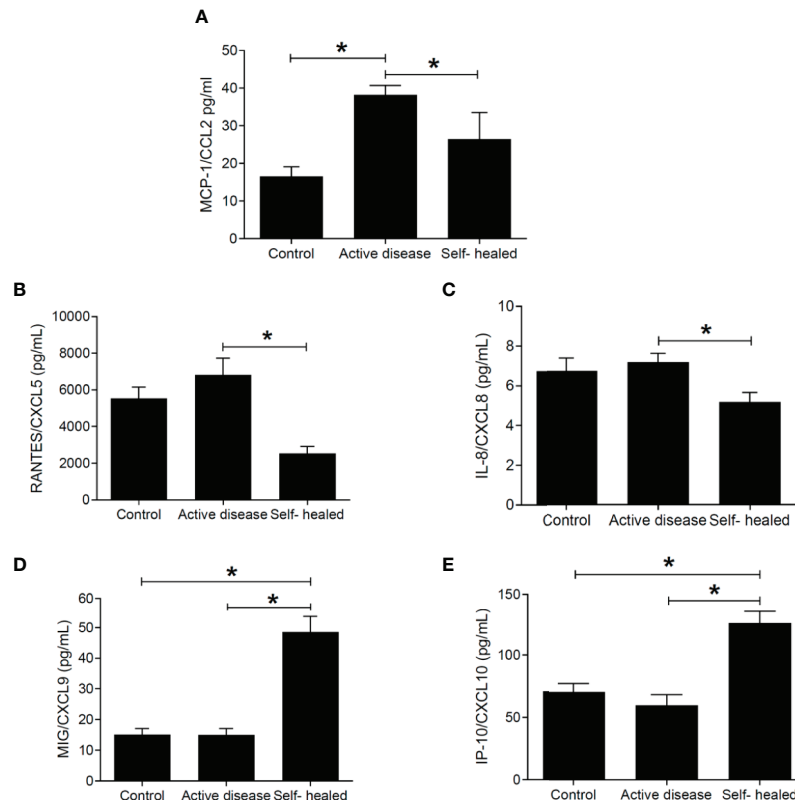 A
MCP-1/CCL2 pg/ml
50
40
30
20
10
0
*
*
Control Active disease Self- healed
B
RANTES/CXCL5 (pg/mL)
10000
8000
6000
4000
2000
0
*
Control Active disease Self- healed
C
IL-8/CXCL8 (pg/mL)
8
6
4
2
0
*
Control Active disease Self- healed
D
MIG/CXCL9 (pg/mL)
60
50
40
30
20
10
0
*
*
Control Active disease Self- healed
E
IP-10/CXCL10 (pg/mL)
150
100
50
0
*
*
Control Active disease Self- healed